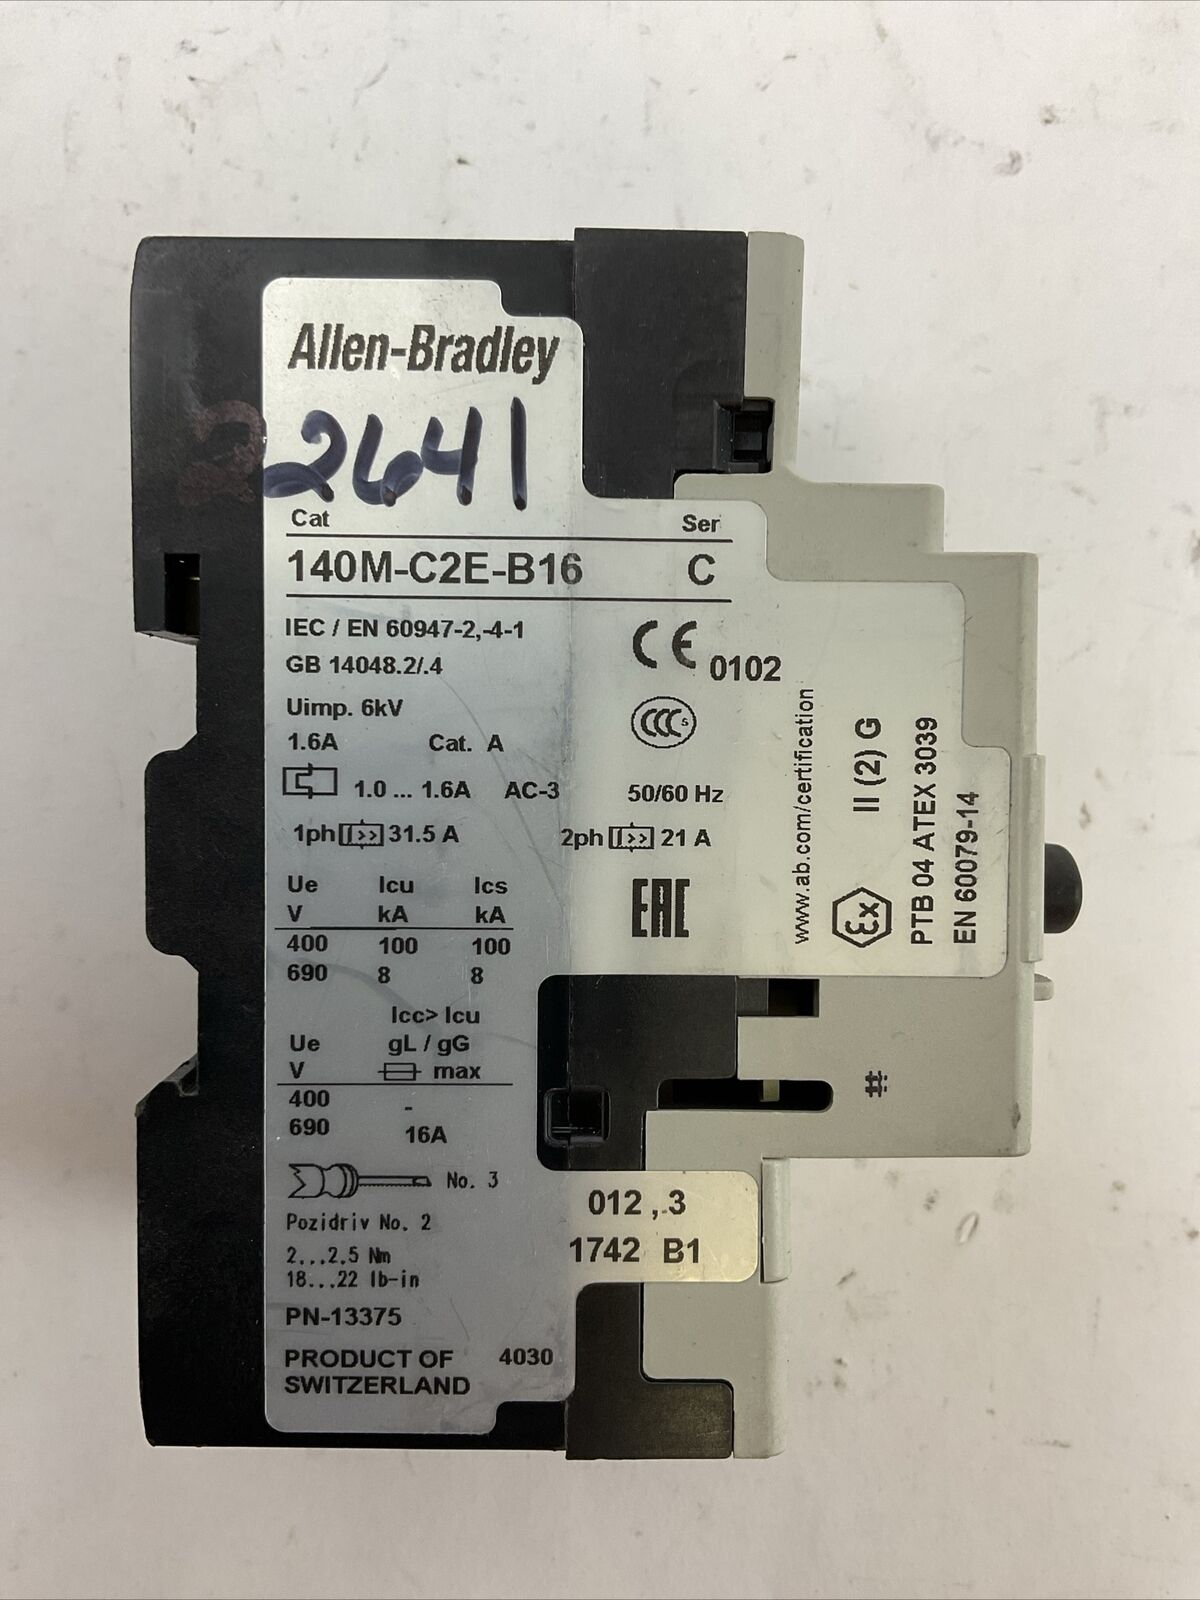 Allen-Bradley
2641
Cat Ser
140M-C2E-B16 C
IEC / EN 60947-2,-4-1
GB 14048.2/.4
CE 0102
Uimp. 6kV
CCC S
1.6A Cat. A
1.0 ... 1.6A AC-3 50/60 Hz
1ph >> 31.5 A 2ph >> 21 A
Ue Icu Ics
V kA kA
400 100 100
690 8 8
EAC
Icc> Icu
Ue gL / gG
V max
400 -
690 16A
No. 3
Pozidriv No. 2
2...2.5 Nm
18...22 lb-in
PN-13375
PRODUCT OF 4030
SWITZERLAND
012 , 3
1742 B1
www.ab.com/certification
Ex II (2) G
PTB 04 ATEX 3039
EN 60079-14